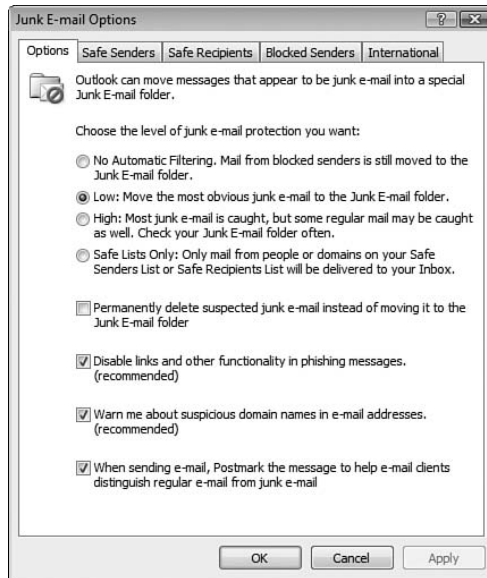 Junk E-mail Options
Options Safe Senders Safe Recipients Blocked Senders International
Outlook can move messages that appear to be junk e-mail into a special
Junk E-mail folder.
Choose the level of junk e-mail protection you want:
No Automatic Filtering. Mail from blocked senders is still moved to the
Junk E-mail folder.
Low: Move the most obvious junk e-mail to the Junk E-mail folder.
High: Most junk e-mail is caught, but some regular mail may be caught
as well. Check your Junk E-mail folder often.
Safe Lists Only: Only mail from people or domains on your Safe
Senders List or Safe Recipients List will be delivered to your Inbox.
Permanently delete suspected junk e-mail instead of moving it to the
Junk E-mail folder
Disable links and other functionality in phishing messages.
(recommended)
Warn me about suspicious domain names in e-mail addresses.
(recommended)
When sending e-mail, Postmark the message to help e-mail clients
distinguish regular e-mail from junk e-mail
OK Cancel Apply